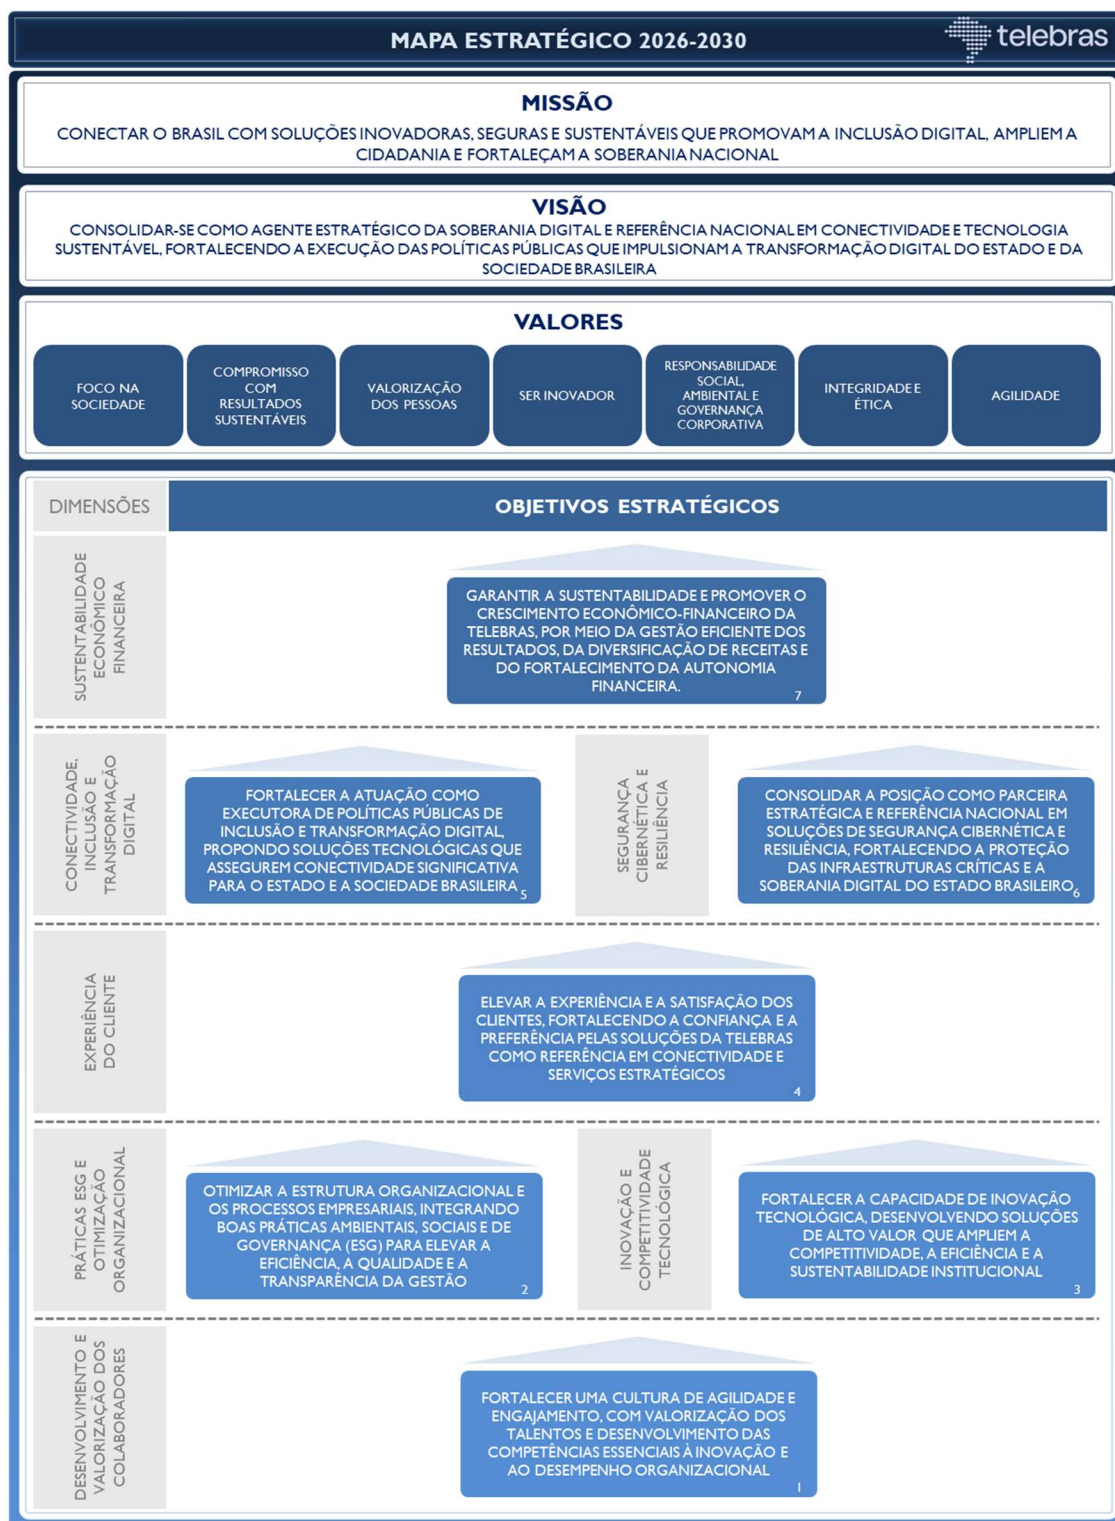 MAPA ESTRATÉGICO 2026-2030
telebras
MISSÃO
CONECTAR O BRASIL COM SOLUÇÕES INOVADORAS, SEGURAS E SUSTENTÁVEIS QUE PROMOVAM A INCLUSÃO DIGITAL, AMPLIEM A
CIDADANIA E FORTALEÇAM A SOBERANIA NACIONAL
VISÃO
CONSOLIDAR-SE COMO AGENTE ESTRATÉGICO DA SOBERANIA DIGITAL E REFERÊNCIA NACIONAL EM CONECTIVIDADE E TECNOLOGIA
SUSTENTÁVEL, FORTALECENDO A EXECUÇÃO DAS POLÍTICAS PÚBLICAS QUE IMPULSIONAM A TRANSFORMAÇÃO DIGITAL DO ESTADO E DA
SOCIEDADE BRASILEIRA
VALORES
FOCO NA
SOCIEDADE
COMPROMISSO
COM
RESULTADOS
SUSTENTÁVEIS
VALORIZAÇÃO
DOS PESSOAS
SER INOVADOR
RESPONSABILIDADE
SOCIAL,
AMBIENTAL E
GOVERNANÇA
CORPORATIVA
INTEGRIDADE E
ÉTICA
AGILIDADE
DIMENSÕES
OBJETIVOS ESTRATÉGICOS
SUSTENTABILIDADE
ECONÔMICO
FINANCEIRA
GARANTIR A SUSTENTABILIDADE E PROMOVER O
CRESCIMENTO ECONÔMICO-FINANCEIRO DA
TELEBRAS, POR MEIO DA GESTÃO EFICIENTE DOS
RESULTADOS, DA DIVERSIFICAÇÃO DE RECEITAS E
DO FORTALECIMENTO DA AUTONOMIA
FINANCEIRA.
7
CONECTIVIDADE,
INCLUSÃO E
TRANSFORMAÇÃO
DIGITAL
FORTALECER A ATUAÇÃO COMO
EXECUTORA DE POLÍTICAS PÚBLICAS DE
INCLUSÃO E TRANSFORMAÇÃO DIGITAL,
PROPONDO SOLUÇÕES TECNOLÓGICAS QUE
ASSEGUREM CONECTIVIDADE SIGNIFICATIVA
PARA O ESTADO E A SOCIEDADE BRASILEIRA
5
SEGURANÇA
CIBERNÉTICA E
RESILIÊNCIA
CONSOLIDAR A POSIÇÃO COMO PARCEIRA
ESTRATÉGICA E REFERÊNCIA NACIONAL EM
SOLUÇÕES DE SEGURANÇA CIBERNÉTICA E
RESILIÊNCIA, FORTALECENDO A PROTEÇÃO
DAS INFRAESTRUTURAS CRÍTICAS E A
SOBERANIA DIGITAL DO ESTADO BRASILEIRO
6
EXPERIÊNCIA
DO CLIENTE
ELEVAR A EXPERIÊNCIA E A SATISFAÇÃO DOS
CLIENTES, FORTALECENDO A CONFIANÇA E A
PREFERÊNCIA PELAS SOLUÇÕES DA TELEBRAS
COMO REFERÊNCIA EM CONECTIVIDADE E
SERVIÇOS ESTRATÉGICOS
4
PRÁTICAS ESG E
OTIMIZAÇÃO
ORGANIZACIONAL
OTIMIZAR A ESTRUTURA ORGANIZACIONAL E
OS PROCESSOS EMPRESARIAIS, INTEGRANDO
BOAS PRÁTICAS AMBIENTAIS, SOCIAIS E DE
GOVERNANÇA (ESG) PARA ELEVAR A
EFICIÊNCIA, A QUALIDADE E A
TRANSPARÊNCIA DA GESTÃO
2
INOVAÇÃO E
COMPETITIVIDADE
TECNOLÓGICA
FORTALECER A CAPACIDADE DE INOVAÇÃO
TECNOLÓGICA, DESENVOLVENDO SOLUÇÕES
DE ALTO VALOR QUE AMPLIEM A
COMPETITIVIDADE, A EFICIÊNCIA E A
SUSTENTABILIDADE INSTITUCIONAL
3
DESENVOLVIMENTO E
VALORIZAÇÃO DOS
COLABORADORES
FORTALECER UMA CULTURA DE AGILIDADE E
ENGAJAMENTO, COM VALORIZAÇÃO DOS
TALENTOS E DESENVOLVIMENTO DAS
COMPETÊNCIAS ESSENCIAIS À INOVAÇÃO E
AO DESEMPENHO ORGANIZACIONAL
1